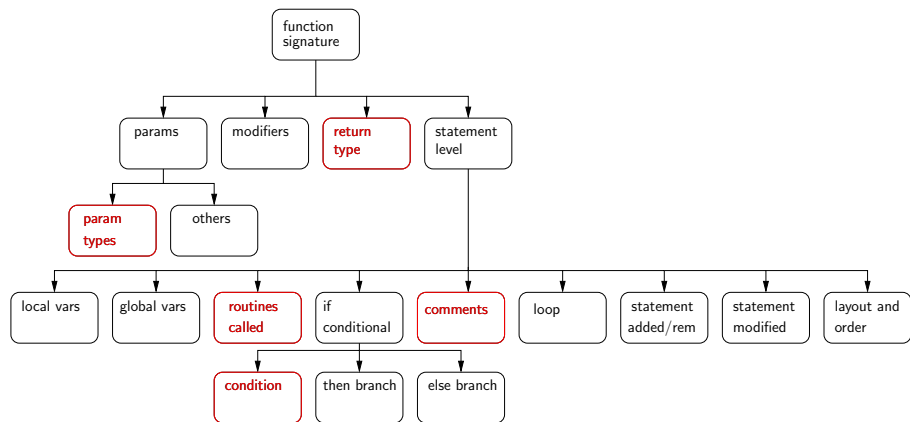 function
signature
params
modifiers
return
type
statement
level
param
types
others
local vars
global vars
routines
called
if
conditional
comments
loop
statement
added/rem
statement
modified
layout and
order
condition
then branch
else branch